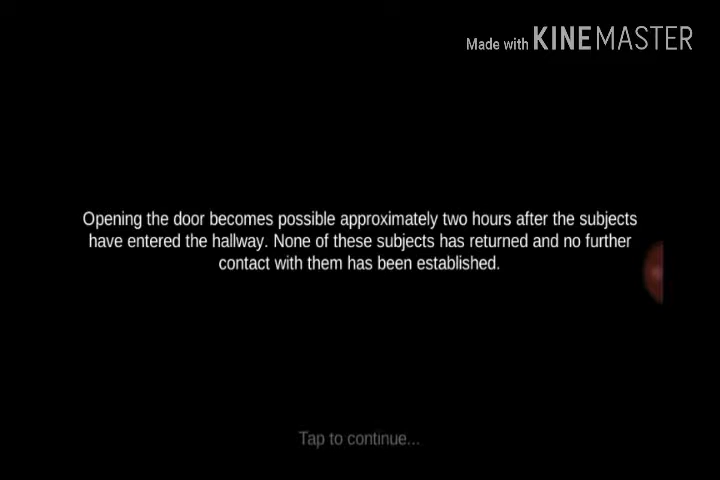 Made with KINEMASTER
Opening the door becomes possible approximately two hours after the subjects
have entered the hallway. None of these subjects has returned and no further
contact with them has been established.
Tap to continue...